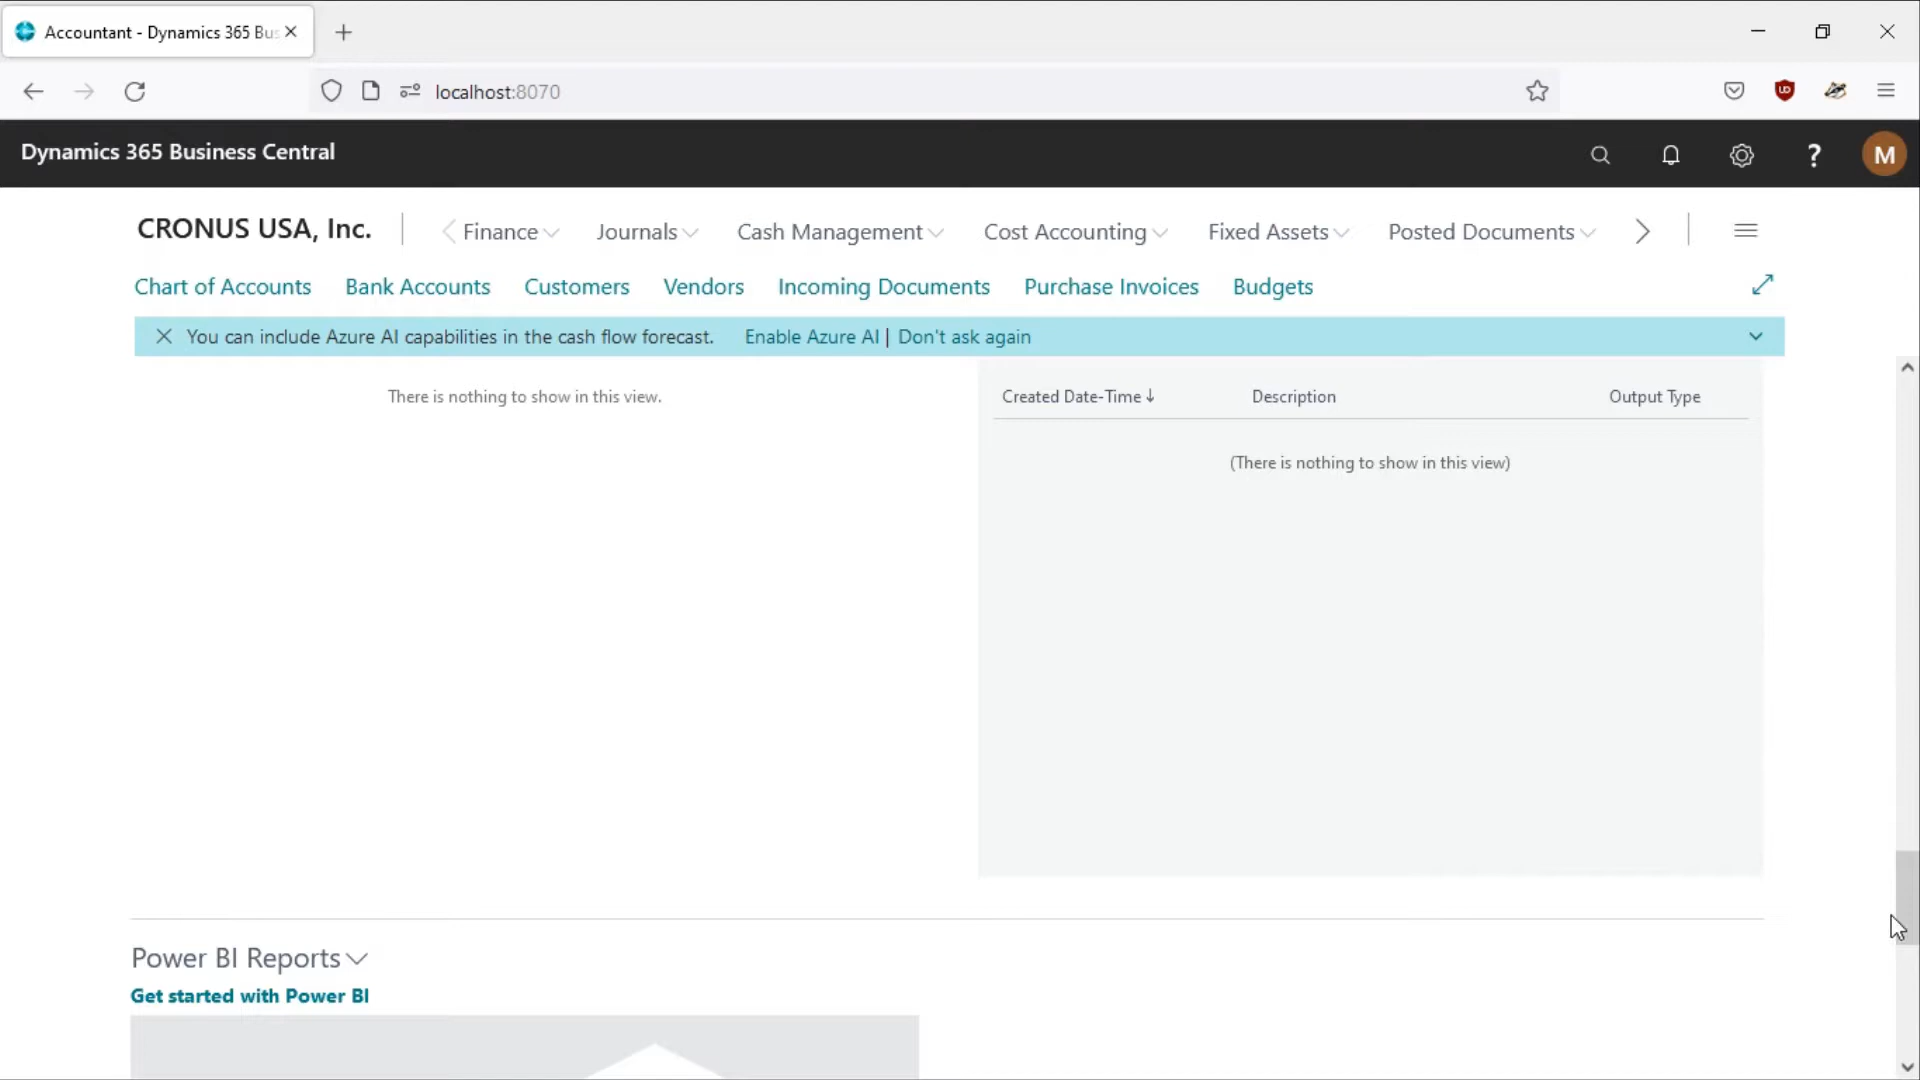 Accountant - Dynamics 365 Bus
localhost:8070
Dynamics 365 Business Central
M
CRONUS USA, Inc.
Finance
Journals
Cash Management
Cost Accounting
Fixed Assets
Posted Documents
Chart of Accounts
Bank Accounts
Customers
Vendors
Incoming Documents
Purchase Invoices
Budgets
You can include Azure AI capabilities in the cash flow forecast. Enable Azure AI | Don't ask again
There is nothing to show in this view.
Created Date-Time ↓
Description
Output Type
(There is nothing to show in this view)
Power BI Reports
Get started with Power BI